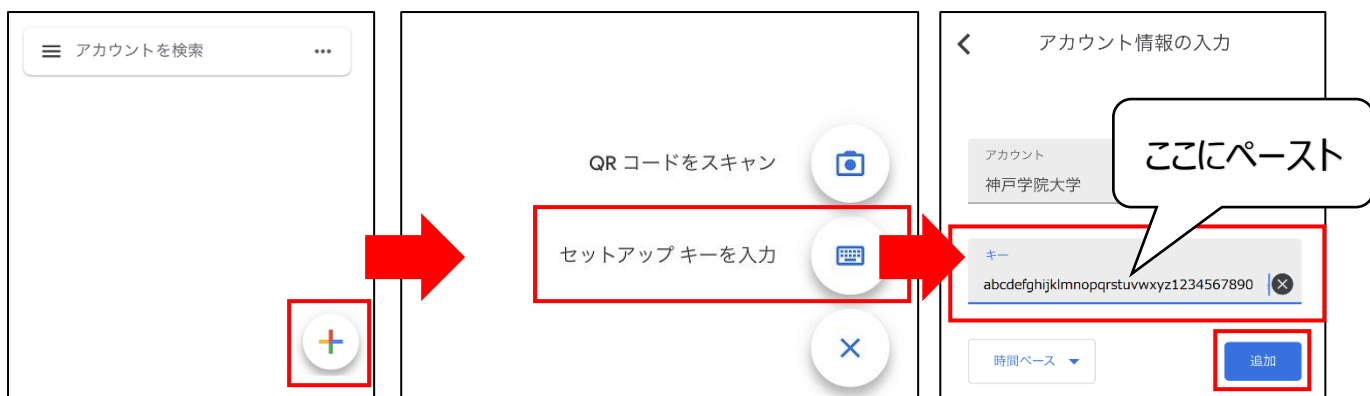 アカウントを検索
QR コードをスキャン
セットアップ キーを入力
アカウント情報の入力
アカウント
神戸学院大学
ここにペースト
キー
abcdefghijklmnopqrstuvwxyz1234567890
時間ベース
追加